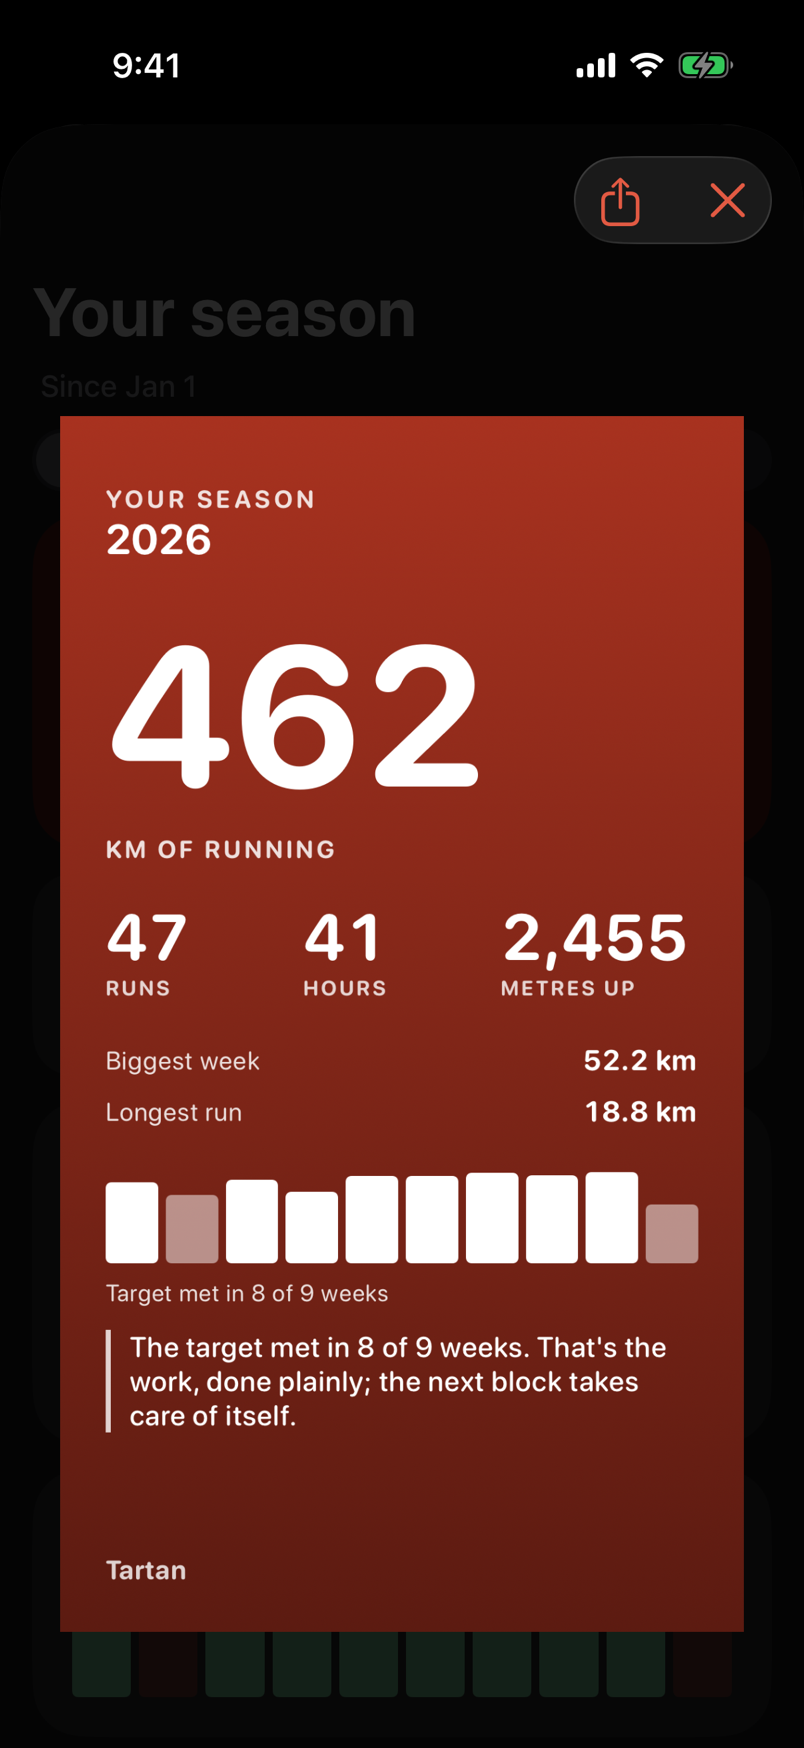 9:41
Your season
Since Jan 1
YOUR SEASON
2026
462
KM OF RUNNING
47 41 2,455
RUNS HOURS METRES UP
Biggest week 52.2 km
Longest run 18.8 km
Target met in 8 of 9 weeks
The target met in 8 of 9 weeks. That's the
work, done plainly; the next block takes
care of itself.
Tartan